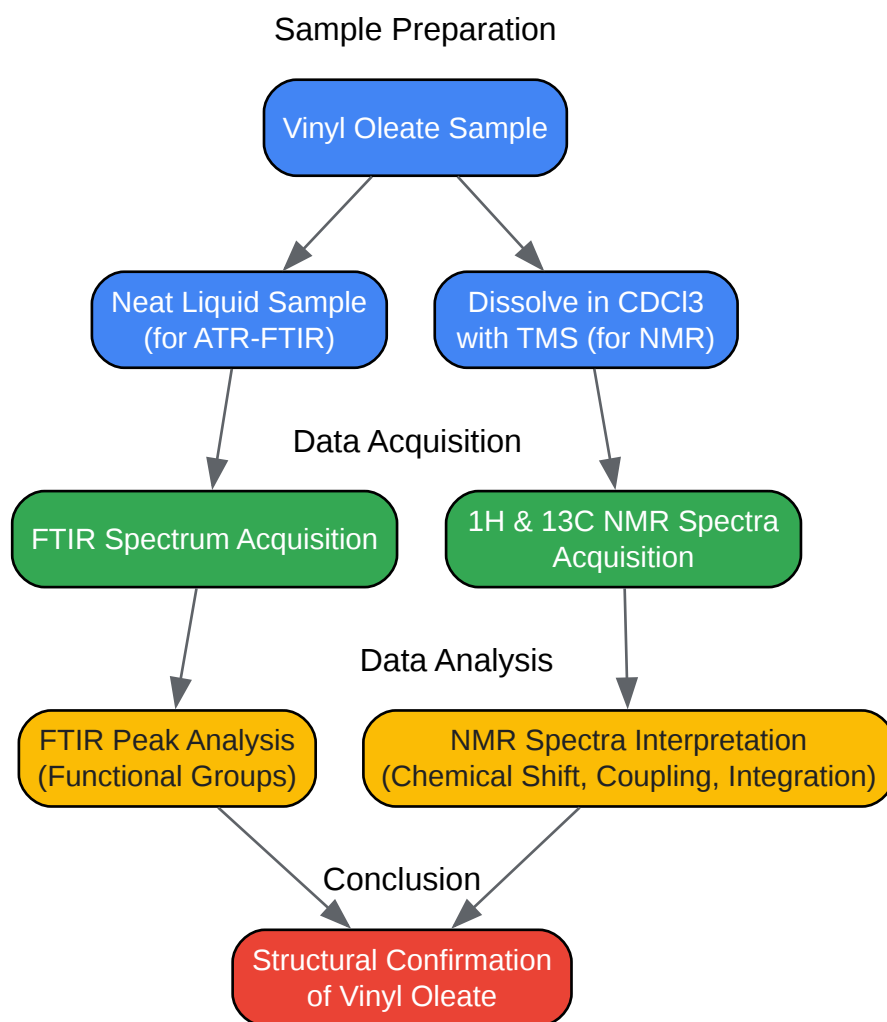 Sample Preparation
Vinyl Oleate Sample
Neat Liquid Sample
(for ATR-FTIR)
Dissolve in CDCl3
with TMS (for NMR)
Data Acquisition
FTIR Spectrum Acquisition
1H & 13C NMR Spectra
Acquisition
Data Analysis
FTIR Peak Analysis
(Functional Groups)
NMR Spectra Interpretation
(Chemical Shift, Coupling, Integration)
Conclusion
Structural Confirmation
of Vinyl Oleate